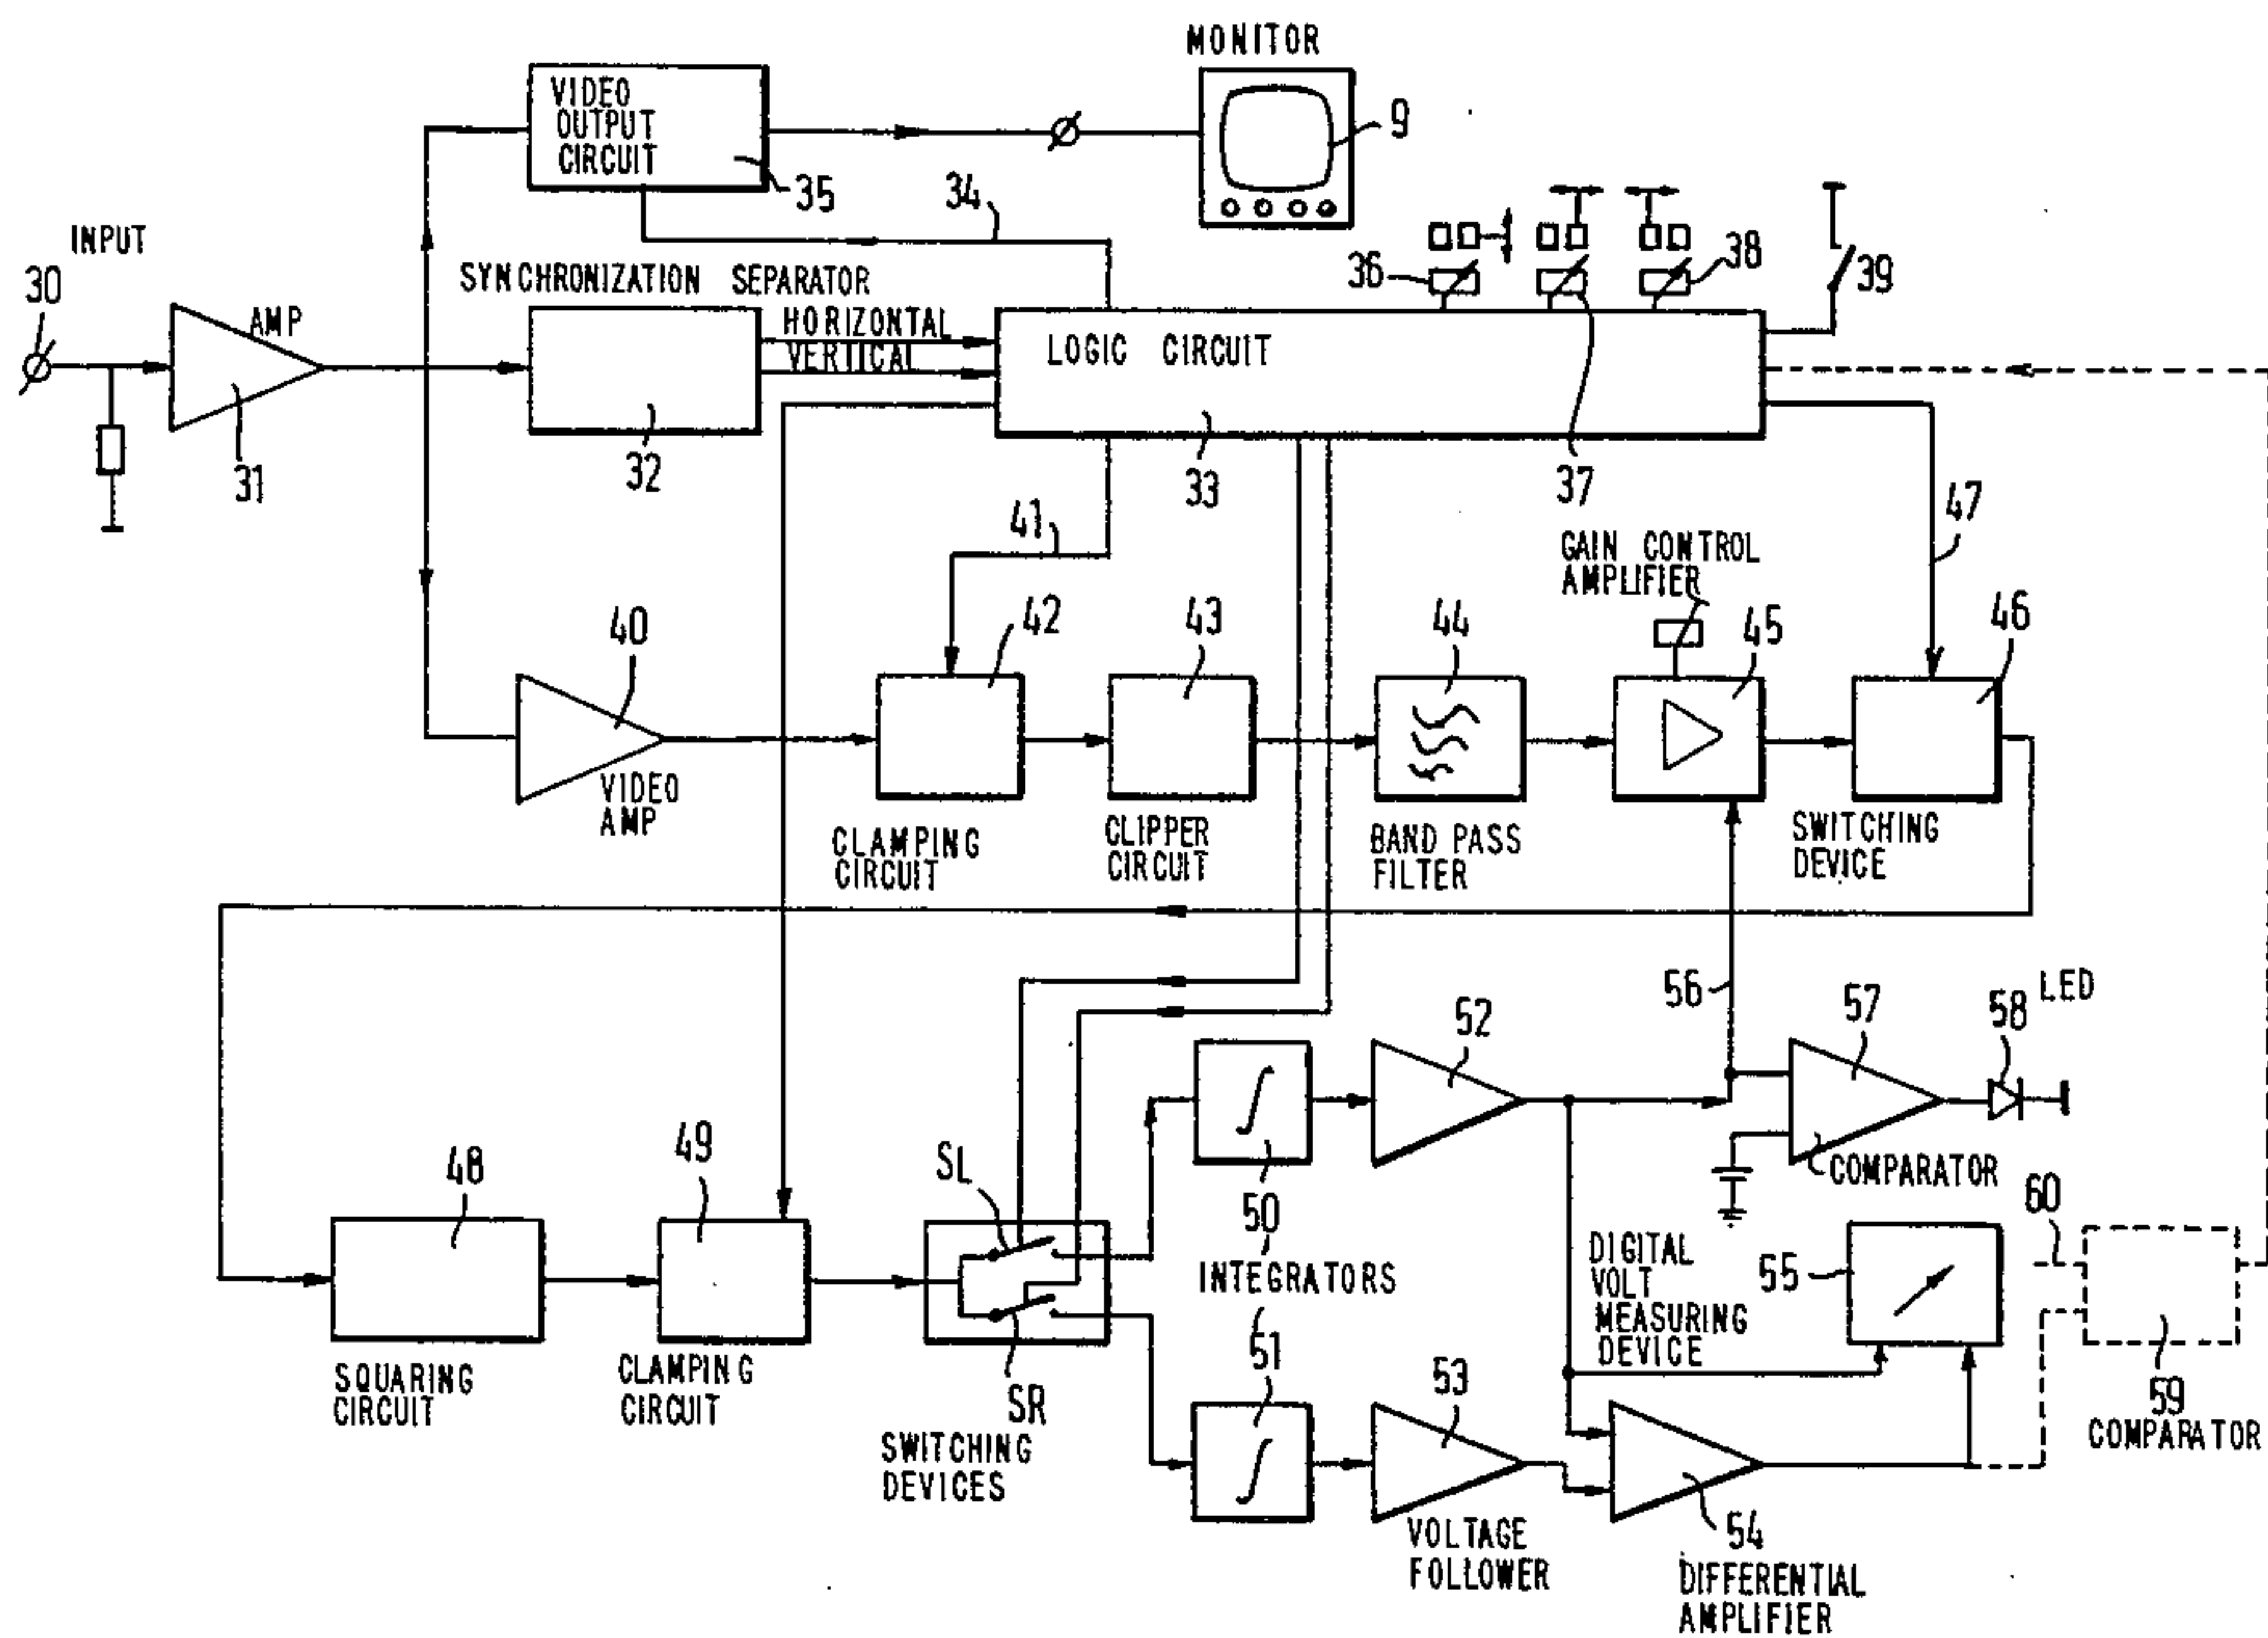 MONITOR
VIDEO
OUTPUT
CIRCUIT
9
35
34
INPUT
30
AMP
31
SYNCHRONIZATION SEPARATOR
HORIZONTAL
VERTICAL
32
LOGIC CIRCUIT
33
36
38
39
37
41
47
GAIN CONTROL
AMPLIFIER
40
42
43
44
45
46
VIDEO
AMP
CLAMPING
CIRCUIT
CLIPPER
CIRCUIT
BAND PASS
FILTER
SWITCHING
DEVICE
56
LED
52
57
58
COMPARATOR
48
49
SL
50
INTEGRATORS
51
DIGITAL
VOLT
MEASURING
DEVICE
55
60
SQUARING
CIRCUIT
CLAMPING
CIRCUIT
SR
SWITCHING
DEVICES
53
59
COMPARATOR
VOLTAGE
FOLLOWER
54
DIFFERENTIAL
AMPLIFIER